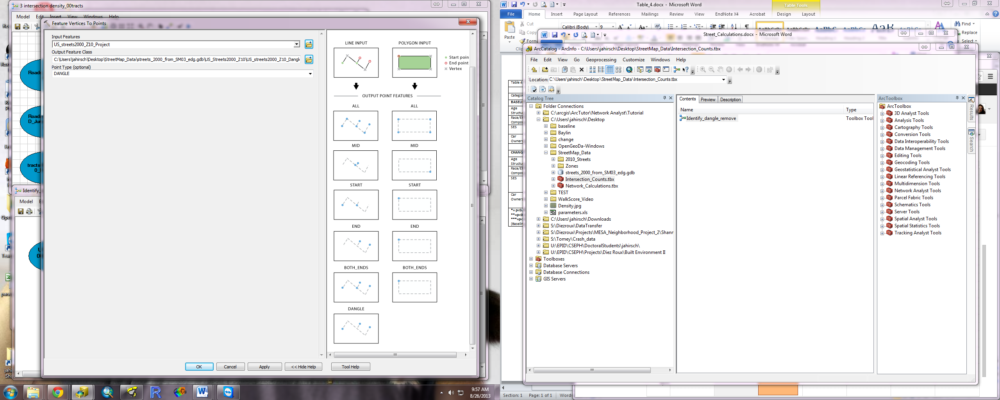 3 intersection density_00tracts
Model Edit Insert View Windows Help
Feature Vertices To Points
Input Features
US_streets2000_Z10_Project
Output Feature Class
C:\Users\jahirsch\Desktop\StreetMap_Data\streets_2000_from_SM03_edg.gdb\US_Streets2000_Z10\US_streets2000_Z10_Dangle
Point Type (optional)
DANGLE
LINE INPUT POLYGON INPUT
Start poin
End point
Vertex
OUTPUT POINT FEATURES
ALL ALL
MID MID
START START
END END
BOTH_ENDS BOTH_ENDS
DANGLE
OK Cancel Apply << Hide Help Tool Help
Roads
Roads
D_Jur
tracts
Identify_
Model
9:57 AM
8/26/2013
Table_4.docx - Microsoft Word
Table Tools
File Home Insert Page Layout References Mailings Review View EndNote X4 Acrobat Design Layout
Cut
Copy
Paste
Calibri (Body) 9
Find
Replace
Select
Street_Calculations.docx - Microsoft Word
ArcCatalog - ArcInfo - C:\Users\jahirsch\Desktop\StreetMap_Data\Intersection_Counts.tbx
File Edit View Go Geoprocessing Customize Windows Help
Location: C:\Users\jahirsch\Desktop\StreetMap_Data\Intersection_Counts.tbx
Catalog Tree
Folder Connections
C:\arcgis\ArcTutor\Network Analyst\Tutorial
C:\Users\jahirsch\Desktop
baseline
Baylin
change
OpenGeoDa-Windows
StreetMap_Data
2010_Streets
Zones
streets_2000_from_SM03_edg.gdb
Intersection_Counts.tbx
Network_Calculations.tbx
TEST
WalkScore_Video
Density.jpg
parameters.xls
C:\Users\jahirsch\Downloads
S:\Diezroux\DataTransfer
S:\Diezroux\Projects\MESA_Neighborhood_Project_2\Shann
S:\Tomey\Crash_data
U:\EPID\CSEPH\DoctoralStudents\jahirsch\
U:\EPID\CSEPH\Projects\Diez Roux\Built Environment II
Toolboxes
Database Servers
Database Connections
GIS Servers
Contents Preview Description
Name Type
Identify_dangle_remove Toolbox Tool
ArcToolbox
ArcToolbox
3D Analyst Tools
Analysis Tools
Cartography Tools
Conversion Tools
Data Interoperability Tools
Data Management Tools
Editing Tools
Geocoding Tools
Geostatistical Analyst Tools
Linear Referencing Tools
Multidimension Tools
Network Analyst Tools
Parcel Fabric Tools
Schematics Tools
Server Tools
Spatial Analyst Tools
Spatial Statistics Tools
Tracking Analyst Tools
Results
Search
Table 4
Categor
BASELI
Age
Structu
Race/Et
Compos
SES
Car
Owners
CHANG
Age
Structu
Race/Et
Compos
SES
Car
Owners
*= p<0.
**=p<0
***=p<
(Baselin
Section: 1 Page: 1 of 1 Words